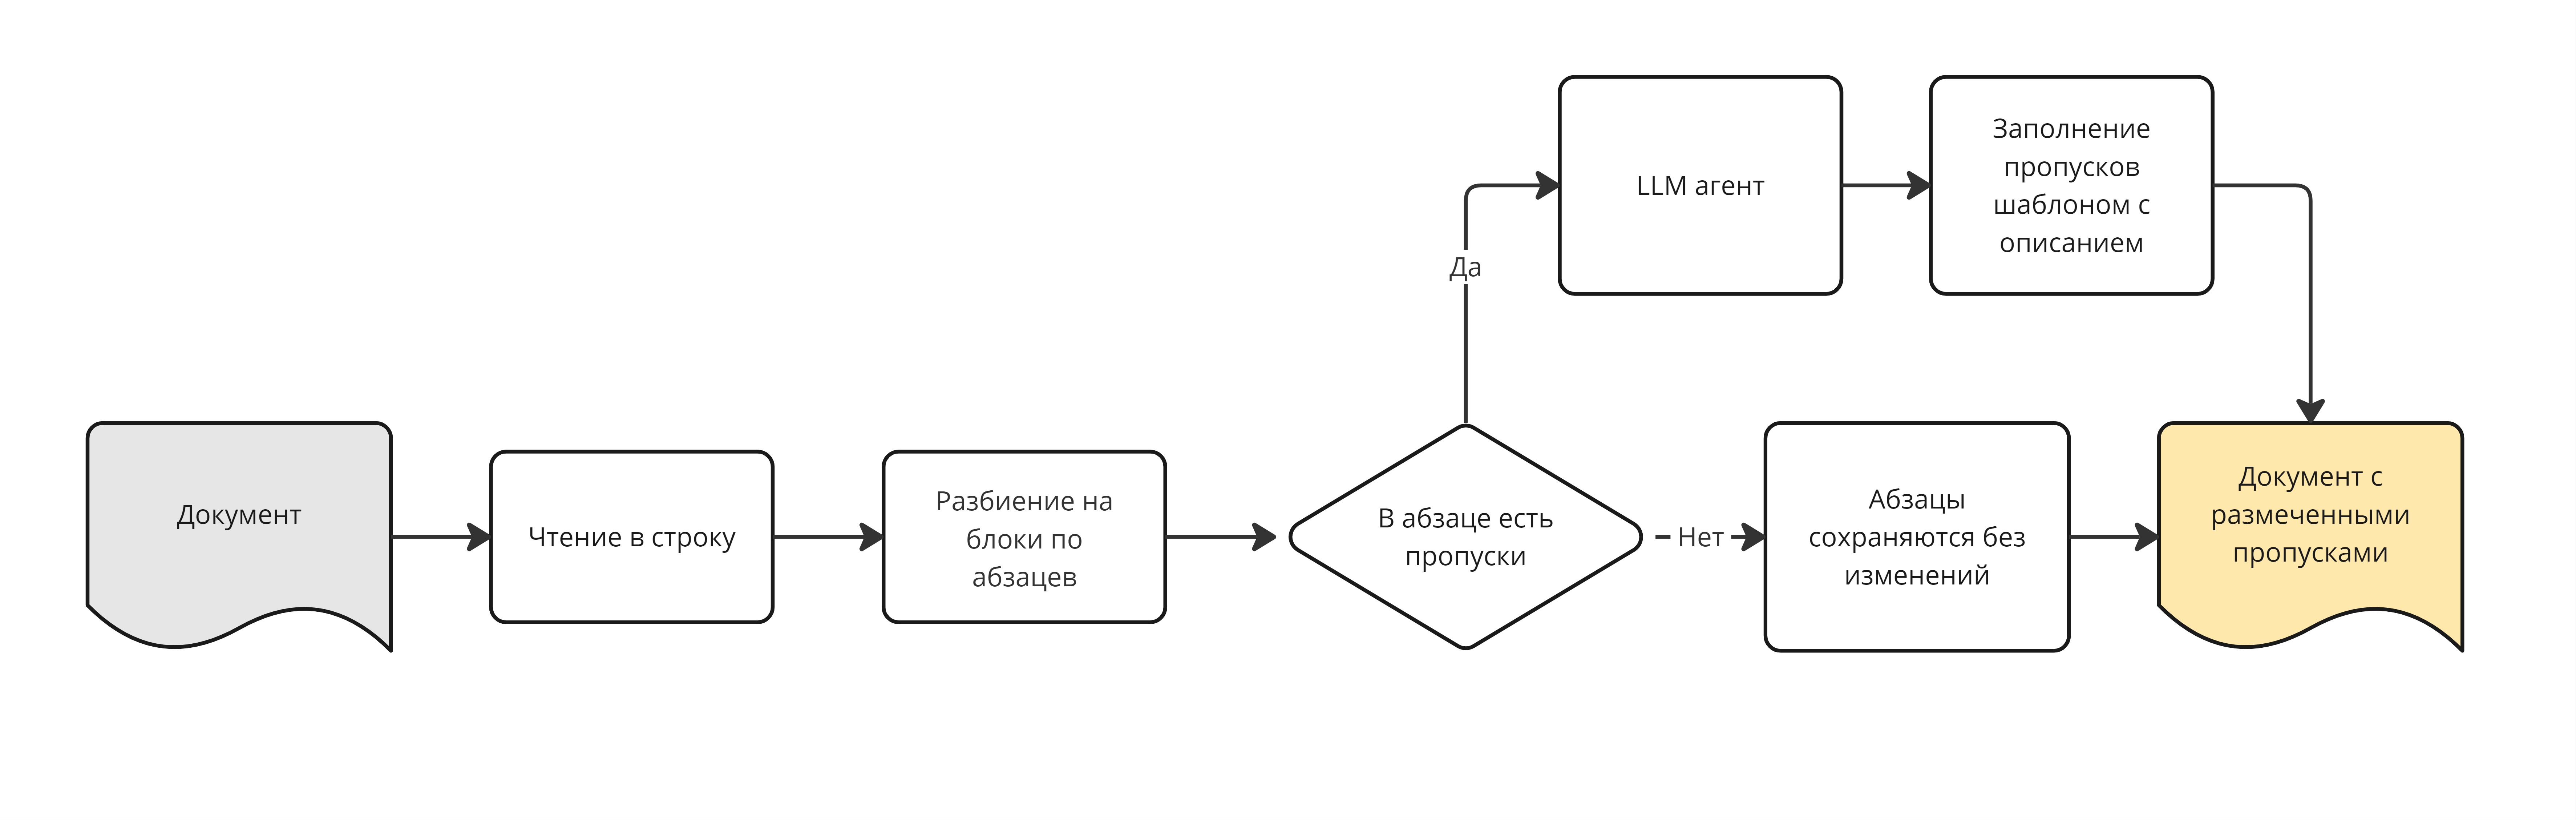 Документ
Чтение в строку
Разбиение на
блоки по
абзацев
В абзаце есть
пропуски
Да
LLM агент
Заполнение
пропусков
шаблоном с
описанием
Нет
Абзацы
сохраняются без
изменений
Документ с
размеченными
пропусками